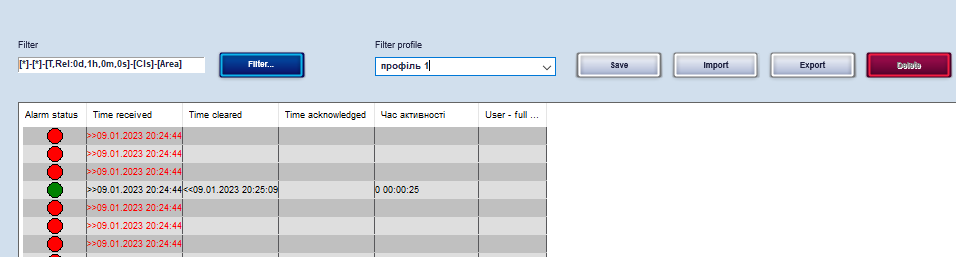 Filter
Filter profile
[*]-[*]-[T,Rel:0d,1h,0m,0s]-[Cls]-[Area]
Filter...
профіль 1
Save
Import
Export
Delete
Alarm status Time received Time cleared Time acknowledged Час активності User - full ...
>>09.01.2023 20:24:44
>>09.01.2023 20:24:44
>>09.01.2023 20:24:44
>>09.01.2023 20:24:44 <<09.01.2023 20:25:09 0 00:00:25
>>09.01.2023 20:24:44
>>09.01.2023 20:24:44
>>09.01.2023 20:24:44